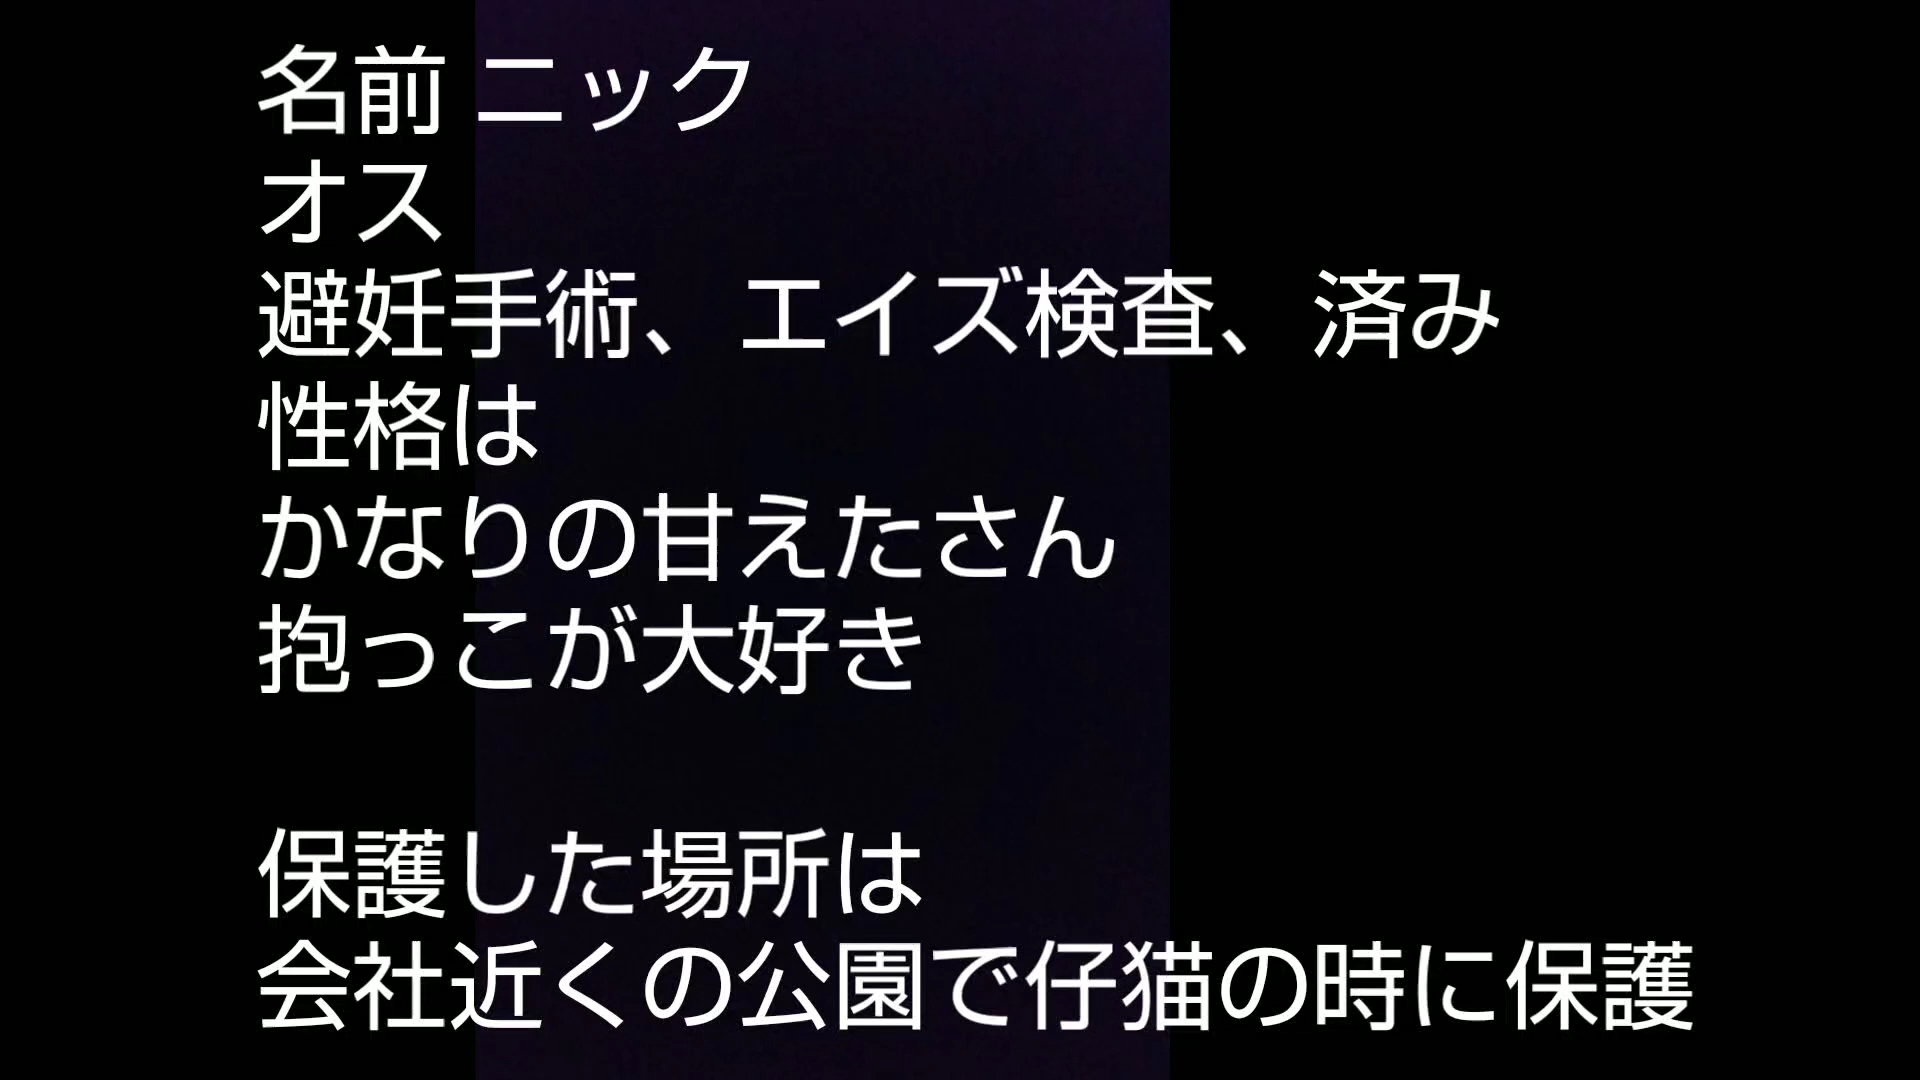 名前 ニック
オス
避妊手術、エイズ検査、済み
性格は
かなりの甘えたさん
抱っこが大好き
保護した場所は
会社近くの公園で仔猫の時に保護